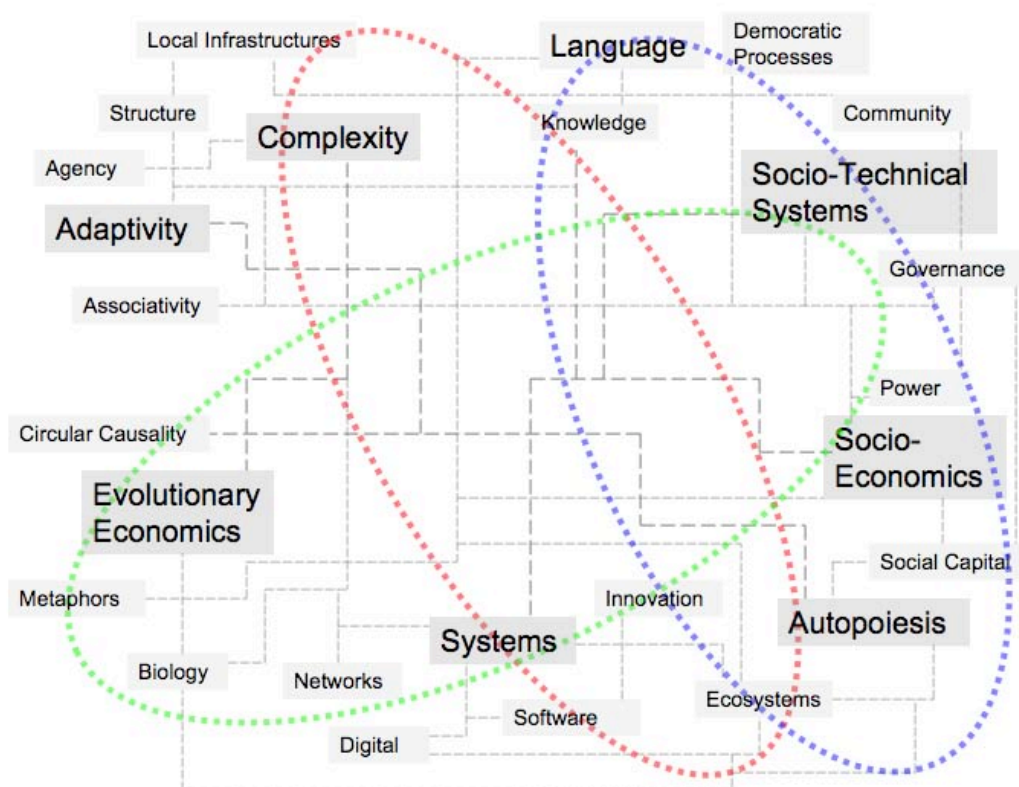 Local Infrastructures
Language
Democratic
Processes
Structure
Knowledge
Community
Complexity
Agency
Socio-Technical
Systems
Adaptivity
Governance
Associativity
Power
Circular Causality
Socio-
Economics
Evolutionary
Economics
Social Capital
Metaphors
Innovation
Autopoiesis
Systems
Biology
Networks
Ecosystems
Software
Digital